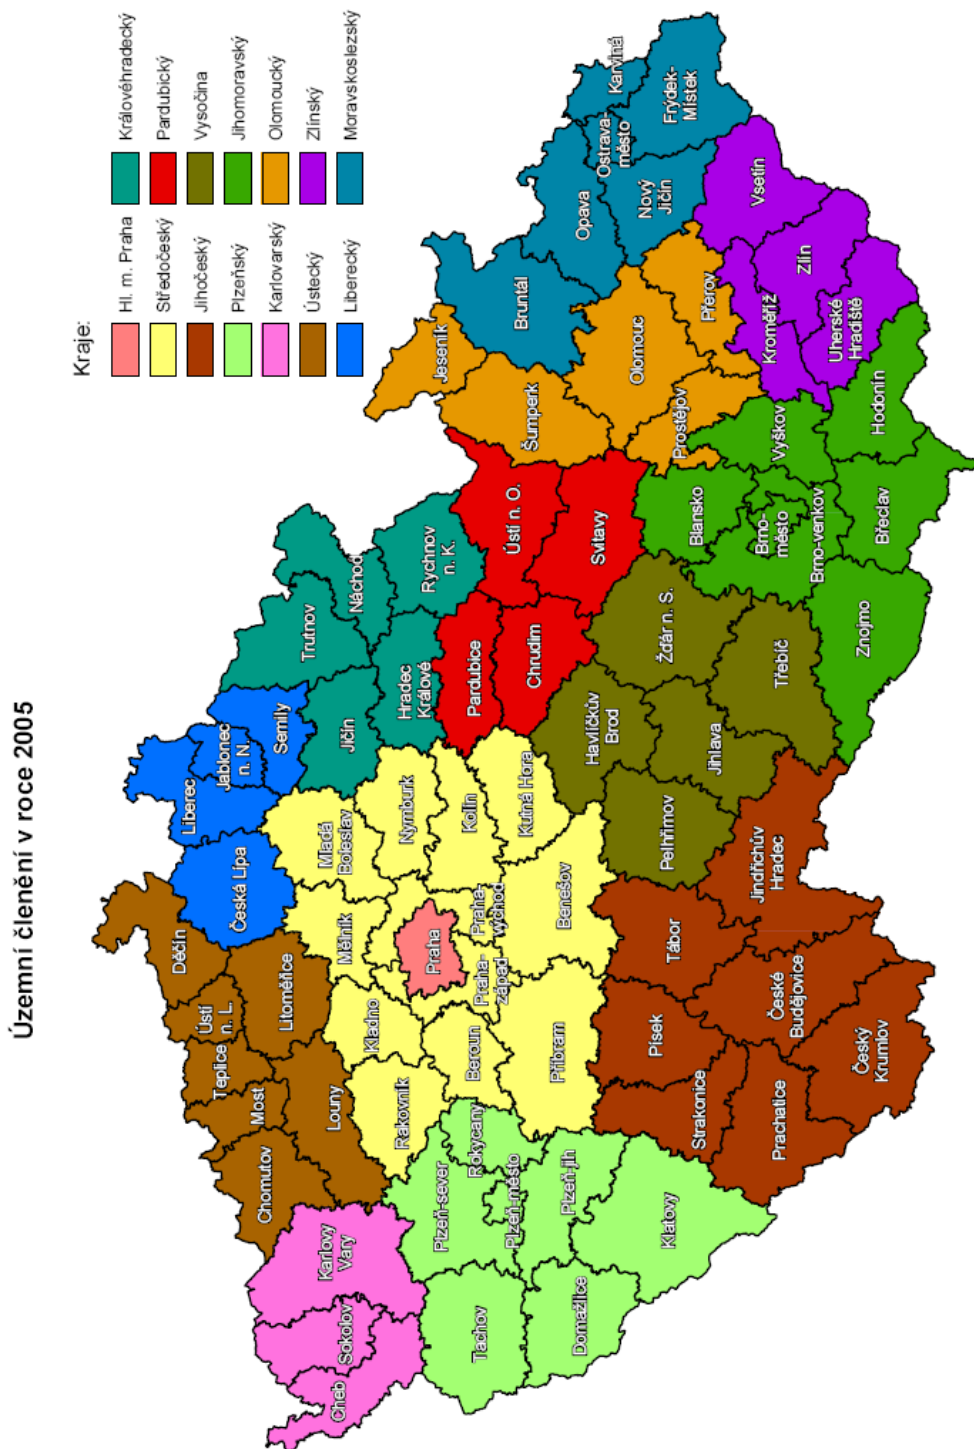 Územní členění v roce 2005
Kraje:
Hl. m. Praha
Středočeský
Jihočeský
Plzeňský
Karlovarský
Ústecký
Liberecký
Královéhradecký
Pardubický
Vysočina
Jihomoravský
Olomoucký
Zlínský
Moravskoslezský
Děčín
Ústí
n. L.
Teplice
Most
Chomutov
Louny
Litoměřice
Česká Lípa
Liberec
Jablonec
n. N.
Semily
Trutnov
Náchod
Jičín
Hradec
Králové
Rychnov
n. K.
Karlovy
Vary
Sokolov
Cheb
Mladá
Boleslav
Mělník
Nymburk
Kolín
Kutná Hora
Praha
Praha-
východ
Praha-
západ
Kladno
Rakovník
Beroun
Benešov
Příbram
Plzeň-sever
Rokycany
Plzeň-město
Plzeň-jih
Tachov
Domažlice
Klatovy
Pardubice
Chrudim
Ústí n. O.
Svitavy
Jeseník
Šumperk
Olomouc
Prostějov
Přerov
Bruntál
Opava
Ostrava-
město
Karviná
Nový
Jičín
Frýdek-
Místek
Vsetín
Zlín
Kroměříž
Uherské
Hradiště
Havlíčkův
Brod
Žďár n. S.
Pelhřimov
Jihlava
Třebíč
Blansko
Vyškov
Brno-
město
Brno-venkov
Hodonín
Břeclav
Znojmo
Tábor
Písek
Strakonice
Prachatice
České
Budějovice
Český
Krumlov
Jindřichův
Hradec